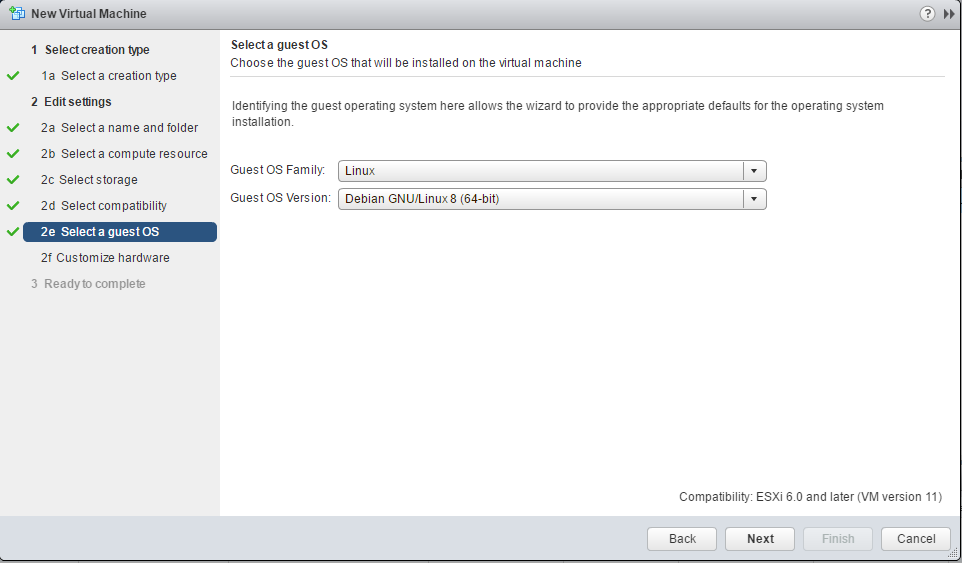 New Virtual Machine
?
1 Select creation type
1a Select a creation type
2 Edit settings
2a Select a name and folder
2b Select a compute resource
2c Select storage
2d Select compatibility
2e Select a guest OS
2f Customize hardware
3 Ready to complete
Select a guest OS
Choose the guest OS that will be installed on the virtual machine
Identifying the guest operating system here allows the wizard to provide the appropriate defaults for the operating system
installation.
Guest OS Family: Linux
Guest OS Version: Debian GNU/Linux 8 (64-bit)
Compatibility: ESXi 6.0 and later (VM version 11)
Back Next Finish Cancel